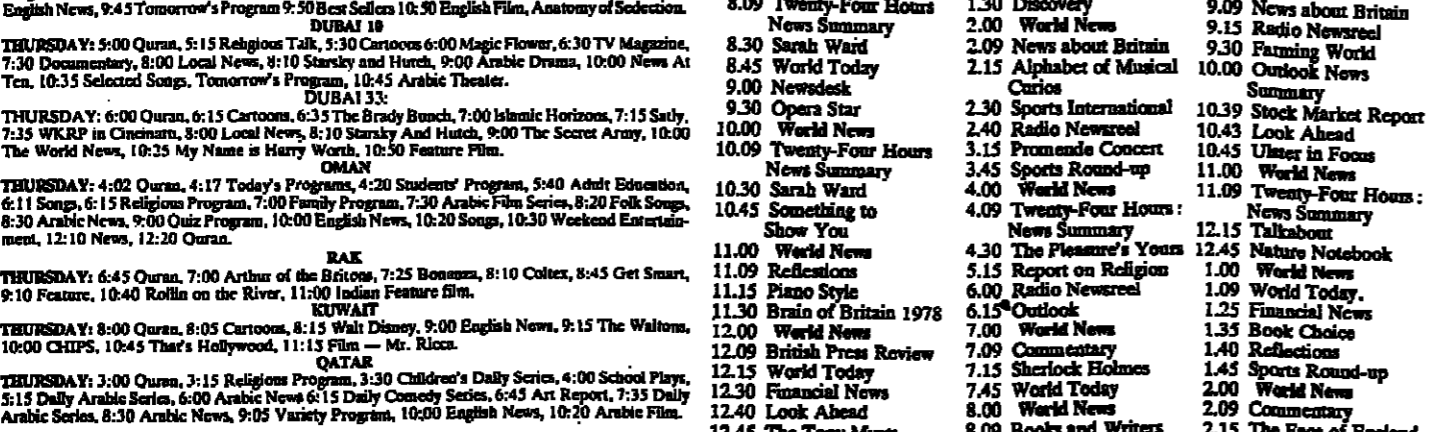 English News, 9:45 Tomorrow's Program 9:50 Best Sellers 10:50 English Film, Anatomy of Seduction.
DUBAI 10
THURSDAY: 5:00 Quran, 5:15 Religious Talk, 5:30 Cartoons 6:00 Magic Flower, 6:30 TV Magazine,
7:30 Documentary, 8:00 Local News, 8:10 Starsky and Hutch, 9:00 Arabic Drama, 10:00 News At
Ten, 10:35 Selected Songs, Tomorrow's Program, 10:45 Arabic Theater.
DUBAI 33:
THURSDAY: 6:00 Quran, 6:15 Cartoons, 6:35 The Brady Bunch, 7:00 Islamic Horizons, 7:15 Sally,
7:35 WKRP in Cincinatti, 8:00 Local News, 8:10 Starsky And Hutch, 9:00 The Secret Army, 10:00
The World News, 10:25 My Name is Harry Worth, 10:50 Feature Film.
OMAN
THURSDAY: 4:02 Quran, 4:17 Today's Programs, 4:20 Students' Program, 5:40 Adult Education,
6:11 Songs, 6:15 Religious Program, 7:00 Family Program, 7:30 Arabic Film Series, 8:20 Folk Songs,
8:30 Arabic News, 9:00 Quiz Program, 10:00 English News, 10:20 Songs, 10:30 Weekend Entertain-
ment, 12:10 News, 12:20 Quran.
RAK
THURSDAY: 6:45 Quran, 7:00 Arthur of the Britons, 7:25 Bonanza, 8:10 Coltex, 8:45 Get Smart,
9:10 Feature, 10:40 Rollin on the River, 11:00 Indian Feature film.
KUWAIT
THURSDAY: 8:00 Quran, 8:05 Cartoons, 8:15 Walt Disney, 9:00 English News, 9:15 The Waltons,
10:00 CHIPS, 10:45 That's Hollywood, 11:15 Film — Mr. Ricco.
QATAR
THURSDAY: 3:00 Quran, 3:15 Religious Program, 3:30 Children's Daily Series, 4:00 School Plays,
5:15 Daily Arabic Series, 6:00 Arabic News 6:15 Daily Comedy Series, 6:45 Art Report, 7:35 Daily
Arabic Series, 8:30 Arabic News, 9:05 Variety Program, 10:00 English News, 10:20 Arabic Film.
8.09 Twenty-Four Hours
News Summary
8.30 Sarah Ward
8.45 World Today
9.00 Newsdesk
9.30 Opera Star
10.00 World News
10.09 Twenty-Four Hours
News Summary
10.30 Sarah Ward
10.45 Something to
Show You
11.00 World News
11.09 Reflections
11.15 Piano Style
11.30 Brain of Britain 1978
12.00 World News
12.09 British Press Review
12.15 World Today
12.30 Financial News
12.40 Look Ahead
12.45 The Tony Myatt
1.30 Discovery
2.00 World News
2.09 News about Britain
2.15 Alphabet of Musical
Curios
2.30 Sports International
2.40 Radio Newsreel
3.15 Promende Concert
3.45 Sports Round-up
4.00 World News
4.09 Twenty-Four Hours :
News Summary
4.30 The Pleasure's Yours
5.15 Report on Religion
6.00 Radio Newsreel
6.15 Outlook
7.00 World News
7.09 Commentary
7.15 Sherlock Holmes
7.45 World Today
8.00 World News
8.09 Books and Writers
9.09 News about Britain
9.15 Radio Newsreel
9.30 Farming World
10.00 Outlook News
Summary
10.39 Stock Market Report
10.43 Look Ahead
10.45 Ulster in Focus
11.00 World News
11.09 Twenty-Four Hours :
News Summary
12.15 Talkabout
12.45 Nature Notebook
1.00 World News
1.09 World Today.
1.25 Financial News
1.35 Book Choice
1.40 Reflections
1.45 Sports Round-up
2.00 World News
2.09 Commentary
2.15 The Face of England